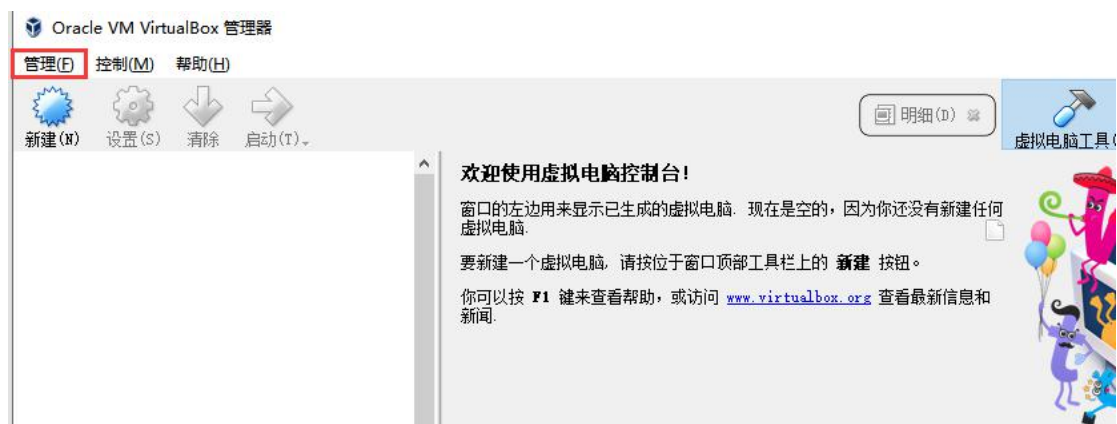 Oracle VM VirtualBox 管理器
管理(F) 控制(M) 帮助(H)
新建(N) 设置(S) 清除 启动(T)
明细(D)
虚拟电脑工具(
欢迎使用虚拟电脑控制台!
窗口的左边用来显示已生成的虚拟电脑. 现在是空的，因为你还没有新建任何
虚拟电脑.
要新建一个虚拟电脑, 请按位于窗口顶部工具栏上的 新建 按钮。
你可以按 F1 键来查看帮助，或访问 www.virtualbox.org 查看最新信息和
新闻.